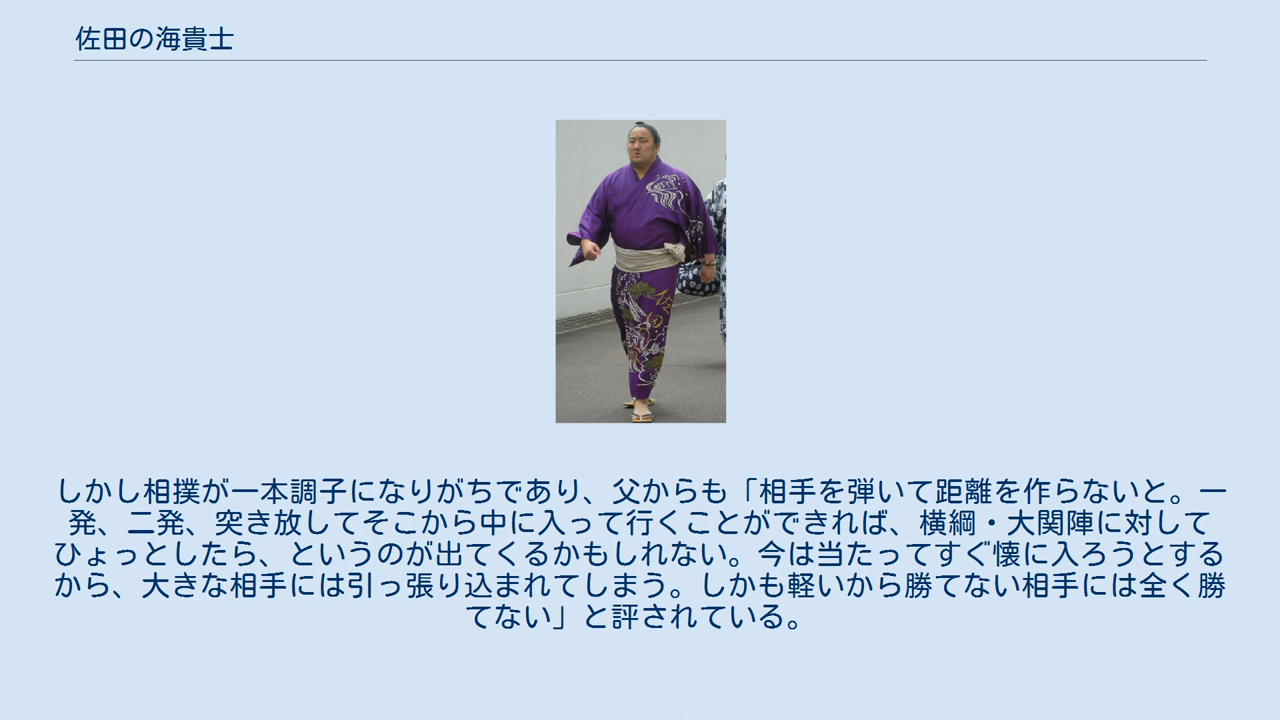 佐田の海貴士
佐田
しかし相撲が一本調子になりがちであり、父からも「相手を弾いて距離を作らないと。一
発、二発、突き放してそこから中に入って行くことができれば、横綱・大関陣に対して
ひょっとしたら、というのが出てくるかもしれない。今は当たってすぐ懐に入ろうとする
から、大きな相手には引っ張り込まれてしまう。しかも軽いから勝てない相手には全く勝
てない」と評されている。